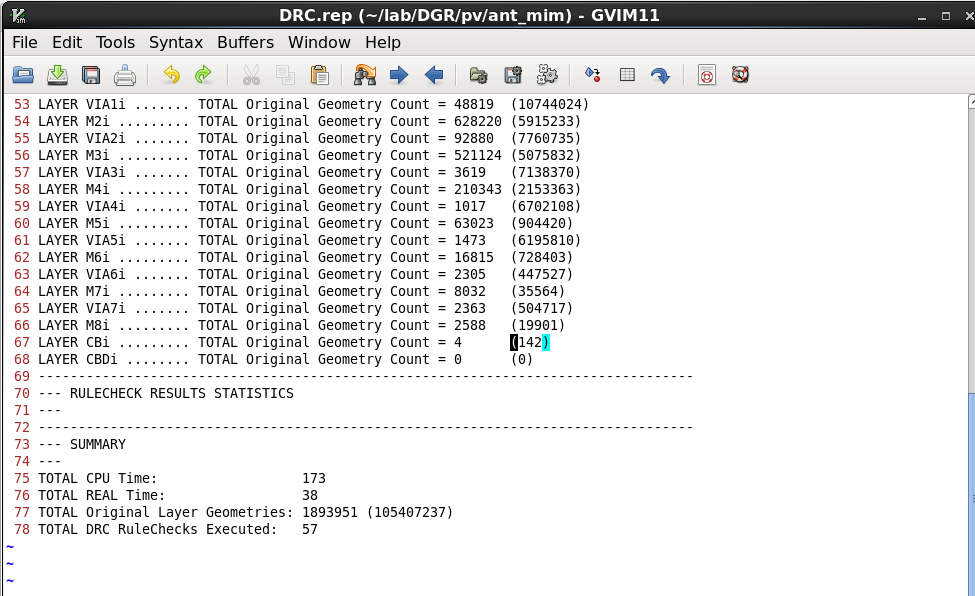 DRC.rep (~/lab/DGR/pv/ant_mim) - GVIM11
File Edit Tools Syntax Buffers Window Help
53 LAYER VIA1i ....... TOTAL Original Geometry Count = 48819  (10744024)
54 LAYER M2i ......... TOTAL Original Geometry Count = 628220 (5915233)
55 LAYER VIA2i ....... TOTAL Original Geometry Count = 92880  (7760735)
56 LAYER M3i ......... TOTAL Original Geometry Count = 521124 (5075832)
57 LAYER VIA3i ....... TOTAL Original Geometry Count = 3619   (7138370)
58 LAYER M4i ......... TOTAL Original Geometry Count = 210343 (2153363)
59 LAYER VIA4i ....... TOTAL Original Geometry Count = 1017   (6702108)
60 LAYER M5i ......... TOTAL Original Geometry Count = 63023  (904420)
61 LAYER VIA5i ....... TOTAL Original Geometry Count = 1473   (6195810)
62 LAYER M6i ......... TOTAL Original Geometry Count = 16815  (728403)
63 LAYER VIA6i ....... TOTAL Original Geometry Count = 2305   (447527)
64 LAYER M7i ......... TOTAL Original Geometry Count = 8032   (35564)
65 LAYER VIA7i ....... TOTAL Original Geometry Count = 2363   (504717)
66 LAYER M8i ......... TOTAL Original Geometry Count = 2588   (19901)
67 LAYER CBi ......... TOTAL Original Geometry Count = 4      (142)
68 LAYER CBDi ........ TOTAL Original Geometry Count = 0      (0)
69 ----------------------------------------------------------------------------------
70 --- RULECHECK RESULTS STATISTICS
71 ---
72 ----------------------------------------------------------------------------------
73 --- SUMMARY
74 ---
75 TOTAL CPU Time:                  173
76 TOTAL REAL Time:                 38
77 TOTAL Original Layer Geometries: 1893951 (105407237)
78 TOTAL DRC RuleChecks Executed:   57
~
~
~